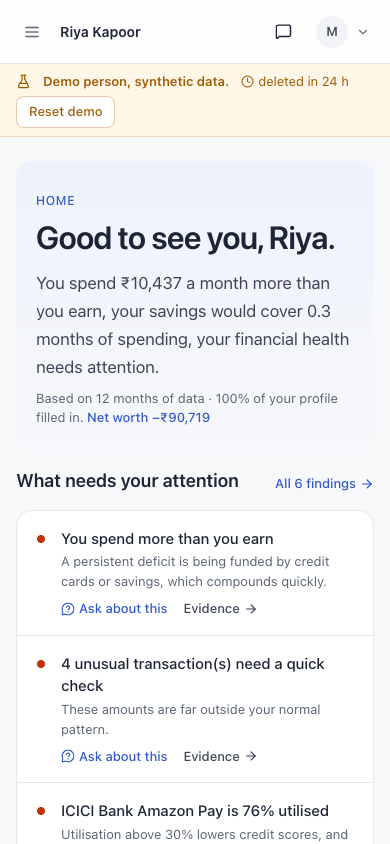 Riya Kapoor
M
Demo person, synthetic data. deleted in 24 h
Reset demo
HOME
Good to see you, Riya.
You spend ₹10,437 a month more than
you earn, your savings would cover 0.3
months of spending, your financial health
needs attention.
Based on 12 months of data · 100% of your profile
filled in. Net worth −₹90,719
What needs your attention
All 6 findings →
You spend more than you earn
A persistent deficit is being funded by credit
cards or savings, which compounds quickly.
Ask about this Evidence →
4 unusual transaction(s) need a quick
check
These amounts are far outside your normal
pattern.
Ask about this Evidence →
ICICI Bank Amazon Pay is 76% utilised
Utilisation above 30% lowers credit scores, and